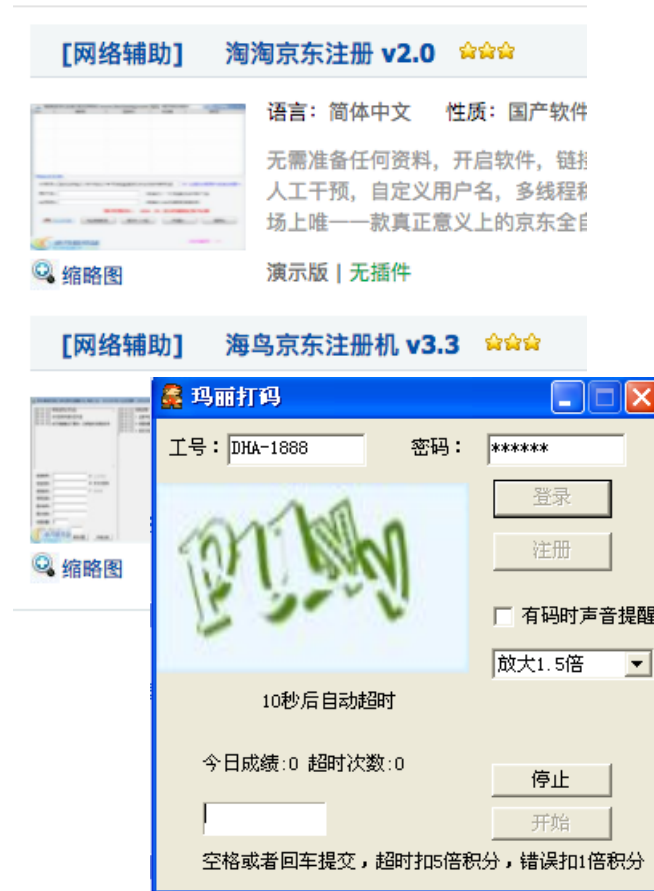 [网络辅助] 淘淘京东注册 v2.0
语言：简体中文 性质：国产软件
无需准备任何资料，开启软件，链
人工干预，自定义用户名，多线程
场上唯一一款真正意义上的京东全
缩略图
演示版 | 无插件
[网络辅助] 海鸟京东注册机 v3.3
缩略图
玛丽打码
工号：DHA-1888 密码：******
登录
注册
有码时声音提醒
放大1.5倍
10秒后自动超时
今日成绩:0 超时次数:0
停止
开始
空格或者回车提交，超时扣5倍积分，错误扣1倍积分